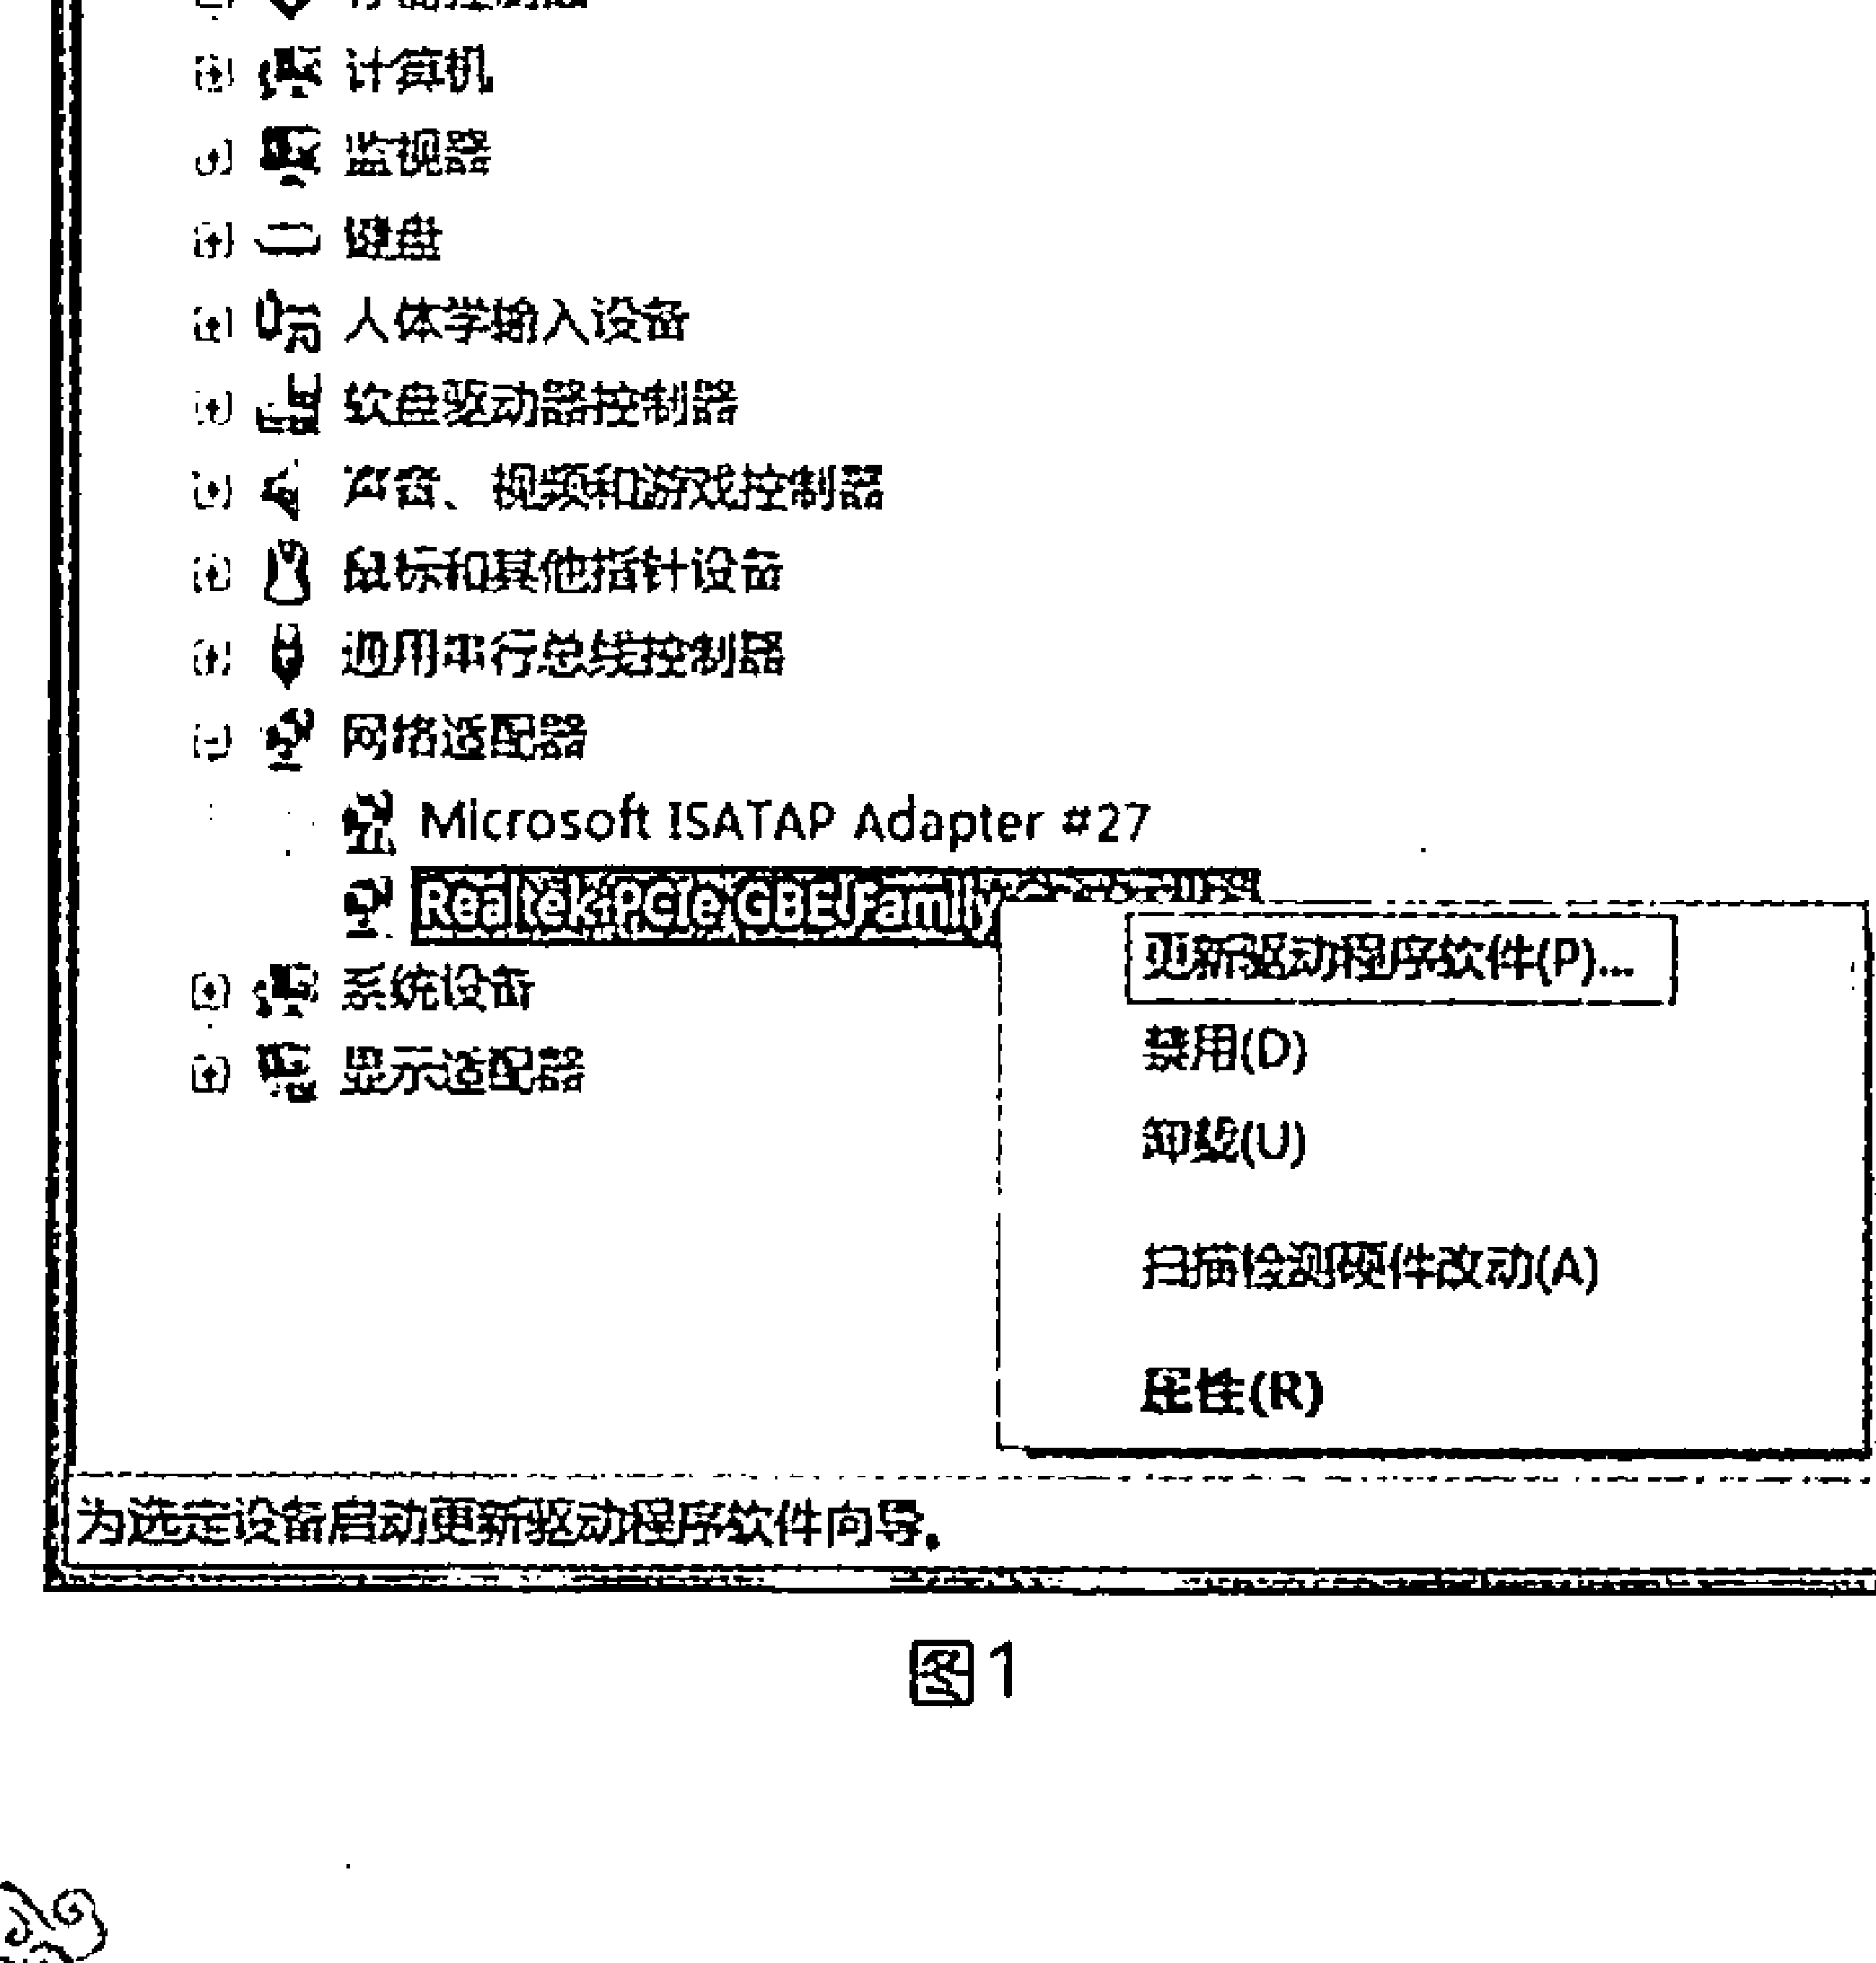 计算机
监视器
键盘
人体学输入设备
软盘驱动器控制器
声音、视频和游戏控制器
鼠标和其他指针设备
通用串行总线控制器
网络适配器
Microsoft ISATAP Adapter #27
Realtek PCIe GBE Family
系统设备
显示适配器
更新驱动程序软件(P)...
禁用(D)
卸载(U)
扫描检测硬件改动(A)
属性(R)
为选定设备启动更新驱动程序软件向导。
图1